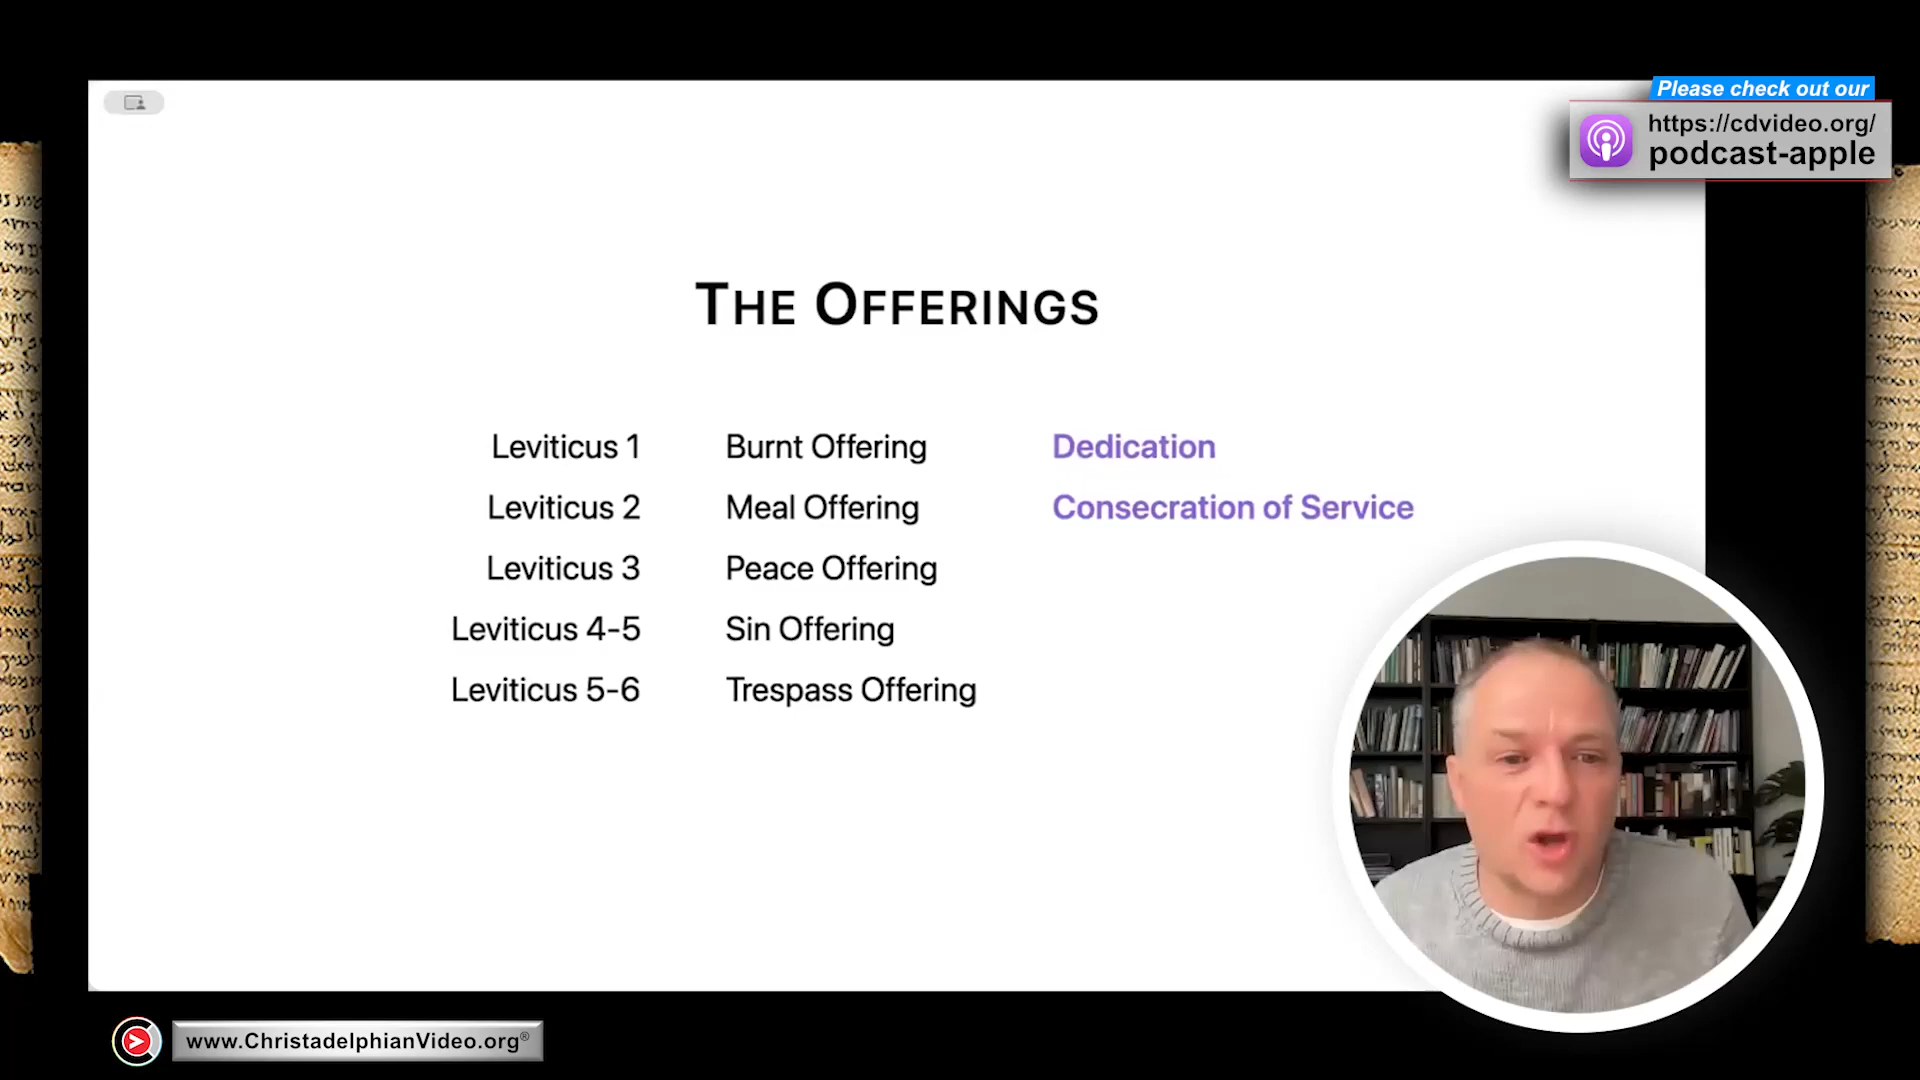 Please check out our
https://cdvideo.org/
podcast-apple
THE OFFERINGS
Leviticus 1 Burnt Offering Dedication
Leviticus 2 Meal Offering Consecration of Service
Leviticus 3 Peace Offering
Leviticus 4-5 Sin Offering
Leviticus 5-6 Trespass Offering
www.ChristadelphianVideo.org®